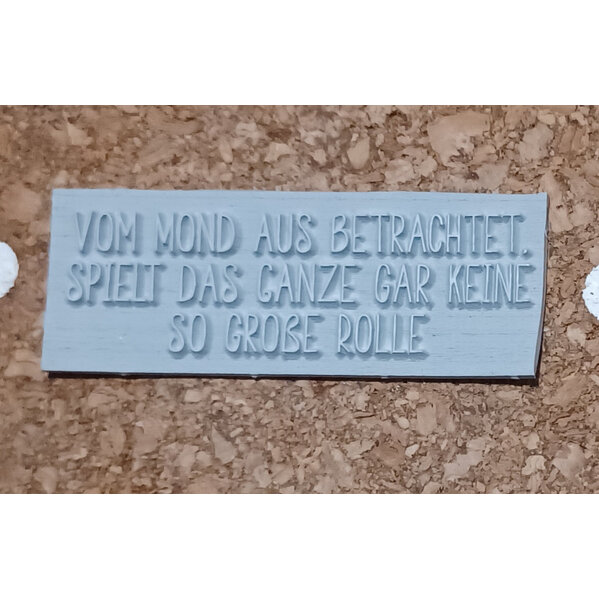 VOM MOND AUS BETRACHTET,
SPIELT DAS GANZE GAR KEINE
SO GROßE ROLLE